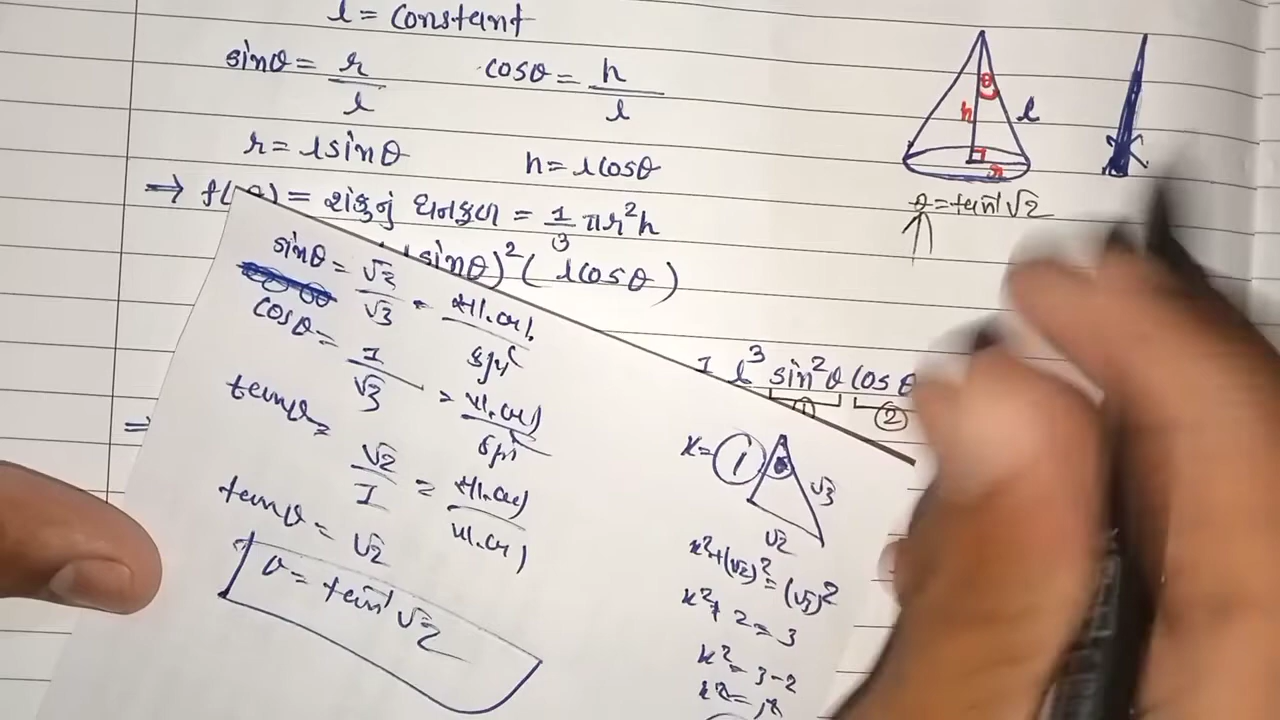 l = constant
sinθ = r/l cosθ = h/l
r = l sinθ h = l cosθ
⇒ f(θ) = શંકુનું ઘનફળ = 1/3 πr²h
sinθ)² ( l cosθ )
l³ sin²θ cosθ
① ②
⇒
θ
h l
r
θ = tan⁻¹√2
sinθ = √2/√3 = સા.બા/કર્ણ
cosθ = 1/√3 = પા.બા/કર્ણ
tanθ = √2/1 = સા.બા/પા.બા
tanθ = √2
θ = tan⁻¹√2
x = 1
√3
√2
x² + (√2)² = (√3)²
x² + 2 = 3
x² = 3 - 2
x² = 1